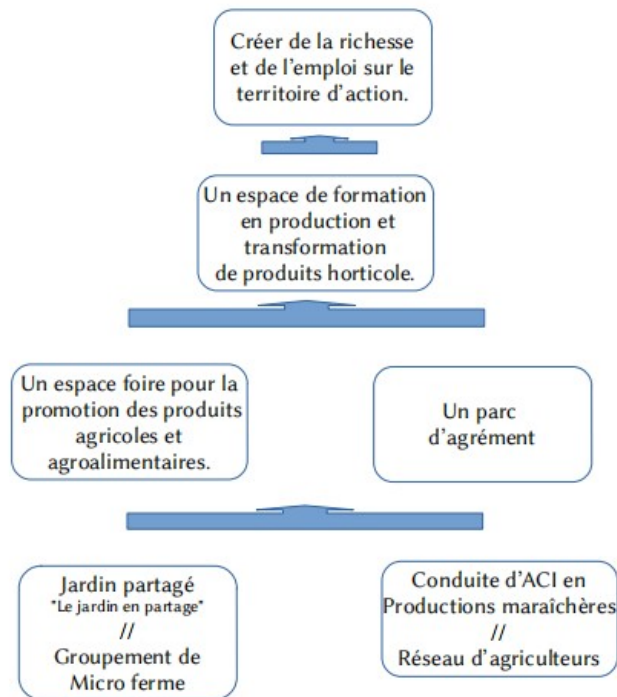 Créer de la richesse
et de l'emploi sur le
territoire d'action.
Un espace de formation
en production et
transformation
de produits horticole.
Un espace foire pour la
promotion des produits
agricoles et
agroalimentaires.
Un parc
d'agrément
Jardin partagé
"Le jardin en partage"
//
Groupement de
Micro ferme
Conduite d'ACI en
Productions maraîchères
//
Réseau d'agriculteurs